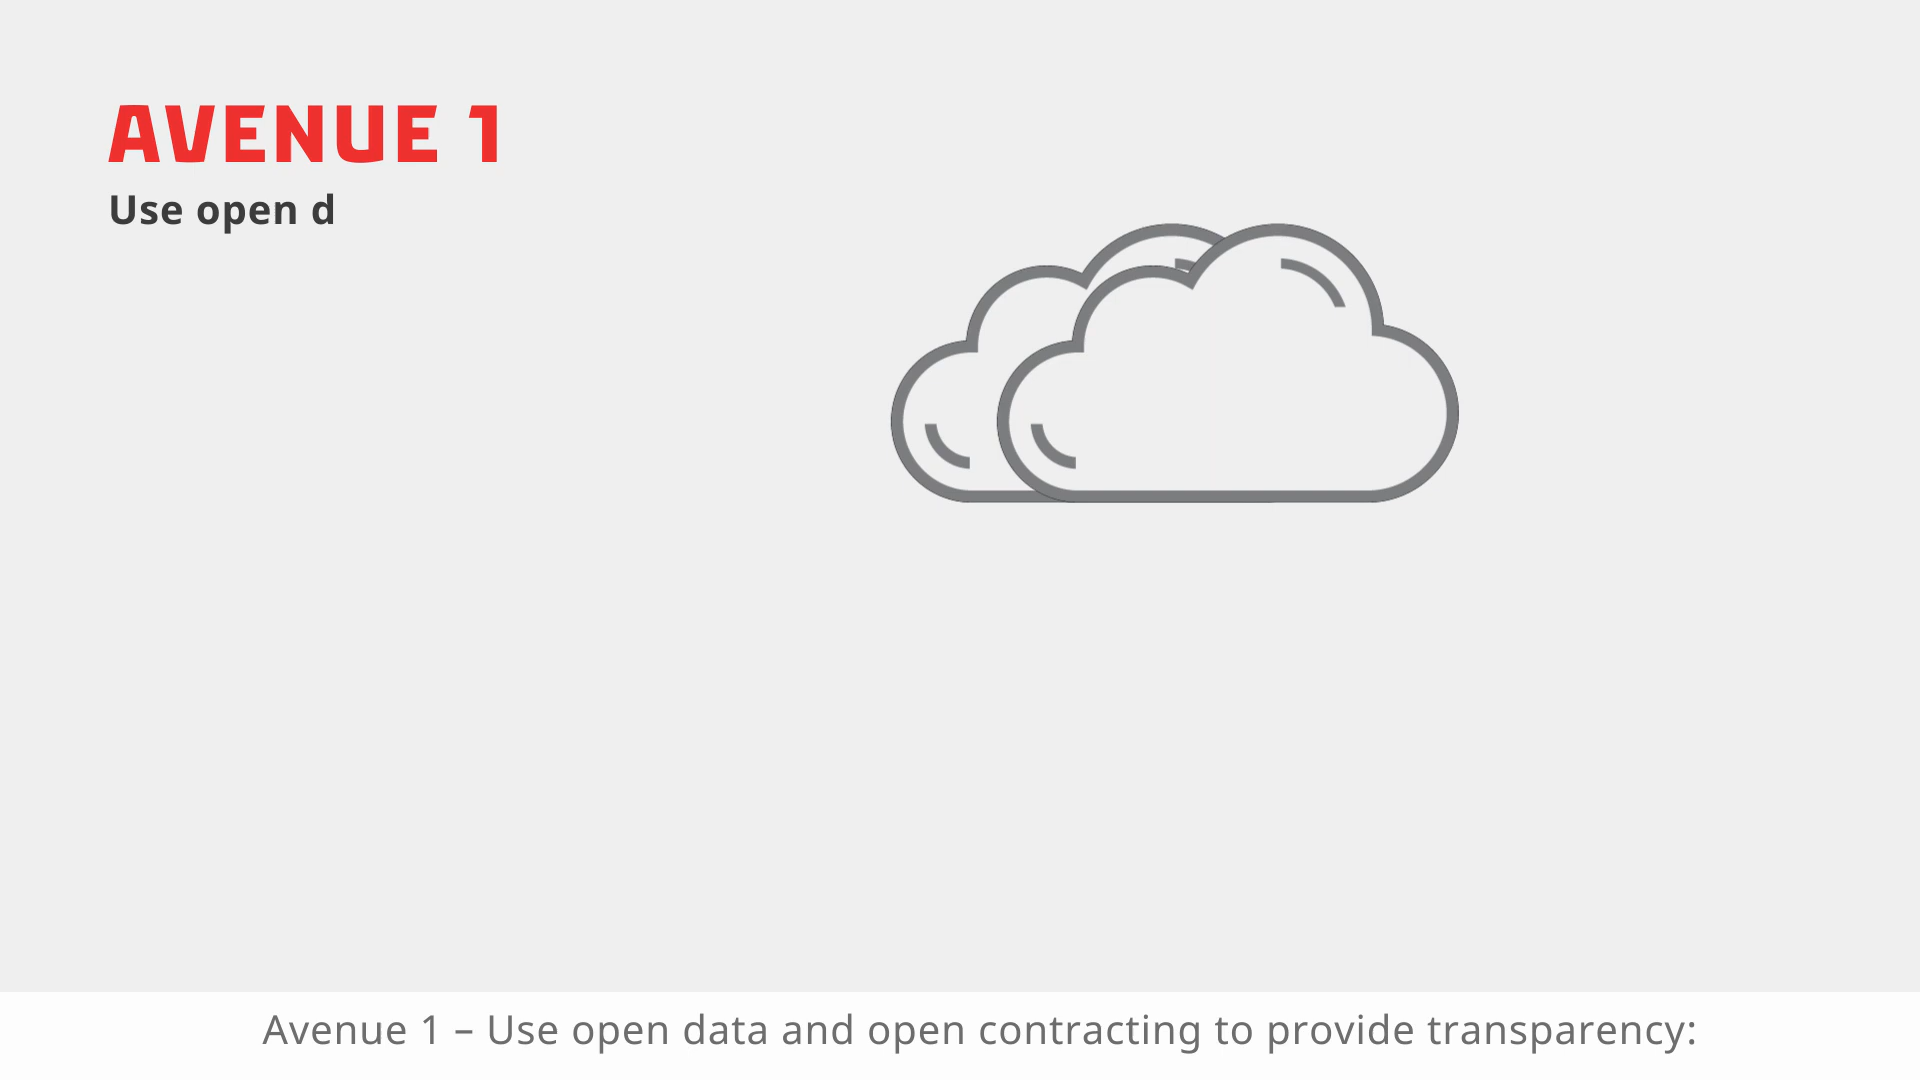 AVENUE 1
Use open d
Avenue 1 – Use open data and open contracting to provide transparency: